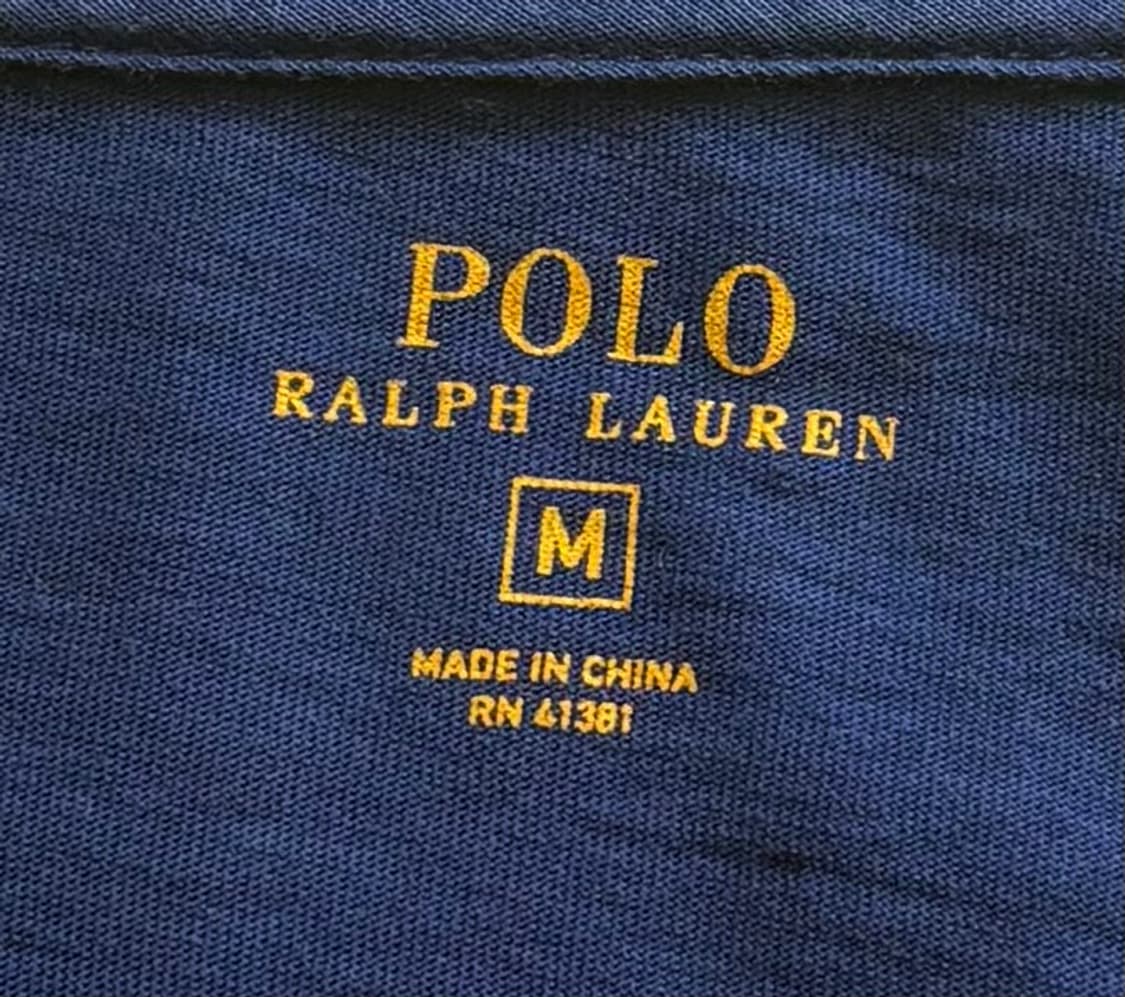 POLO
RALPH LAUREN
M
MADE IN CHINA
RN 41381